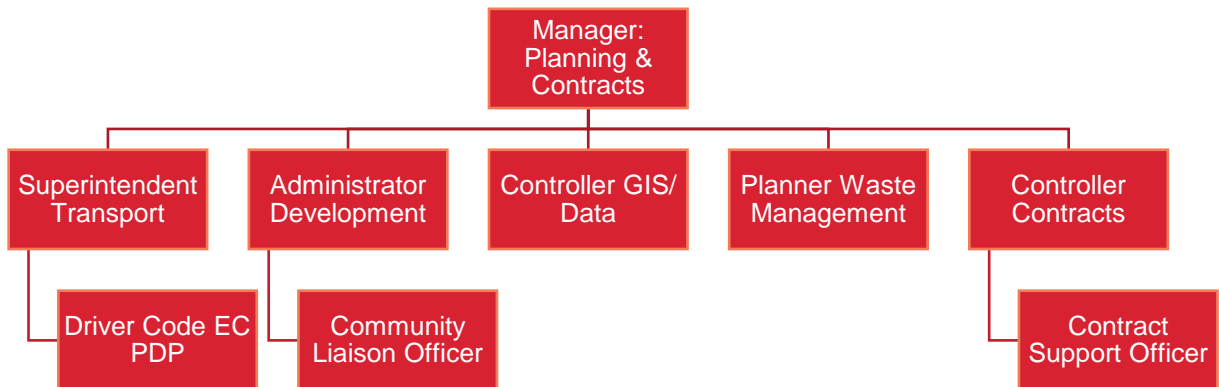 Manager:
Planning &
Contracts
Superintendent
Transport
Administrator
Development
Controller GIS/
Data
Planner Waste
Management
Controller
Contracts
Driver Code EC
PDP
Community
Liaison Officer
Contract
Support Officer